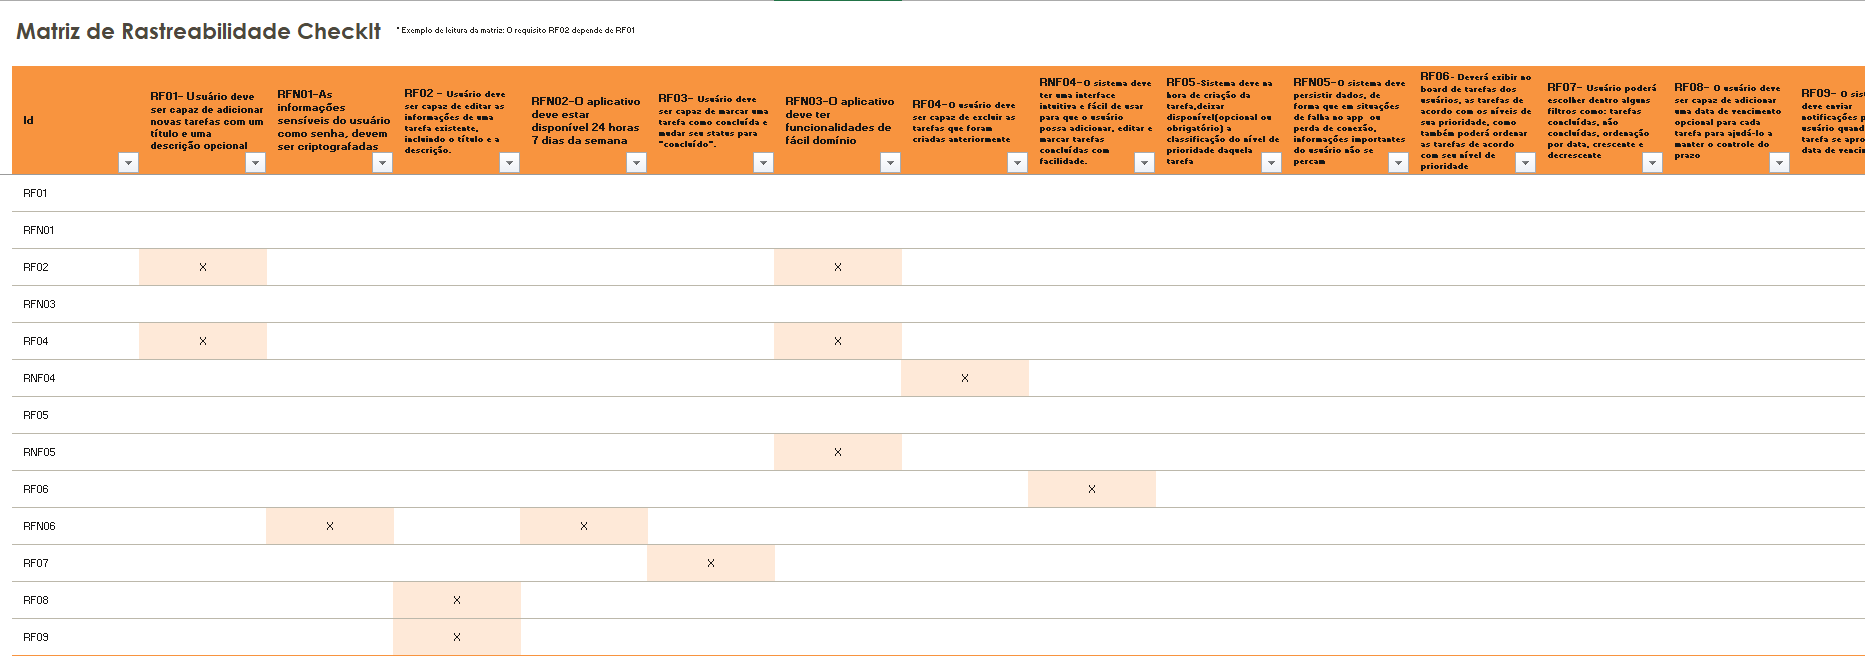 Matriz de Rastreabilidade CheckIt
* Exemplo de leitura da matriz: O requisito RF02 depende de RF01
Id
RF01- Usuário deve
ser capaz de adicionar
novas tarefas com um
título e uma
descrição opcional
RFN01-As
informações
sensíveis do usuário
como senha, devem
ser criptografadas
RF02 - Usuário deve
ser capaz de editar as
informações de uma
tarefa existente,
incluindo o título e a
descrição.
RFN02-O aplicativo
deve estar
disponível 24 horas
7 dias da semana
RF03- Usuário deve
ser capaz de marcar uma
tarefa como concluída e
mudar seu status para
"concluído".
RFN03-O aplicativo
deve ter
funcionalidades de
fácil domínio
RF04-O usuário deve
ser capaz de excluir as
tarefas que foram
criadas anteriormente
RNF04-O sistema deve
ter uma interface
intuitiva e fácil de usar
para que o usuário
possa adicionar, editar e
marcar tarefas
concluídas com
facilidade.
RF05-Sistema deve na
hora de criação da
tarefa,deixar
disponível(opcional ou
obrigatório) a
classificação do nível de
prioridade daquela
tarefa
RFN05-O sistema deve
persistir dados, de
forma que em situações
de falha no app ou
perda de conexão,
informações importantes
do usuário não se
percam
RF06- Deverá exibir no
board de tarefas dos
usuários, as tarefas de
acordo com os níveis de
sua prioridade, como
também poderá ordenar
as tarefas de acordo
com seu nível de
prioridade
RF07- Usuário poderá
escolher dentro alguns
filtros como: tarefas
concluídas, não
concluídas, ordenação
por data, crescente e
decrescente
RF08- O usuário deve
ser capaz de adicionar
uma data de vencimento
opcional para cada
tarefa para ajudá-lo a
manter o controle do
prazo
RF09- O sis
deve enviar
notificações p
usuário quand
tarefa se apro
data de vencin
RF01
RFN01
RF02 X X
RFN03
RF04 X X
RNF04 X
RF05
RNF05 X
RF06 X
RFN06 X X
RF07 X
RF08 X
RF09 X